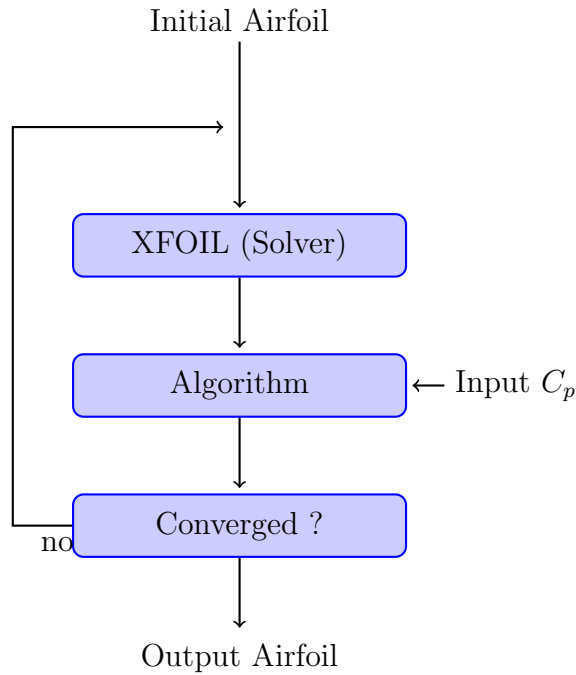 Initial Airfoil
XFOIL (Solver)
Algorithm
Input $C_p$
Converged ?
no
Output Airfoil